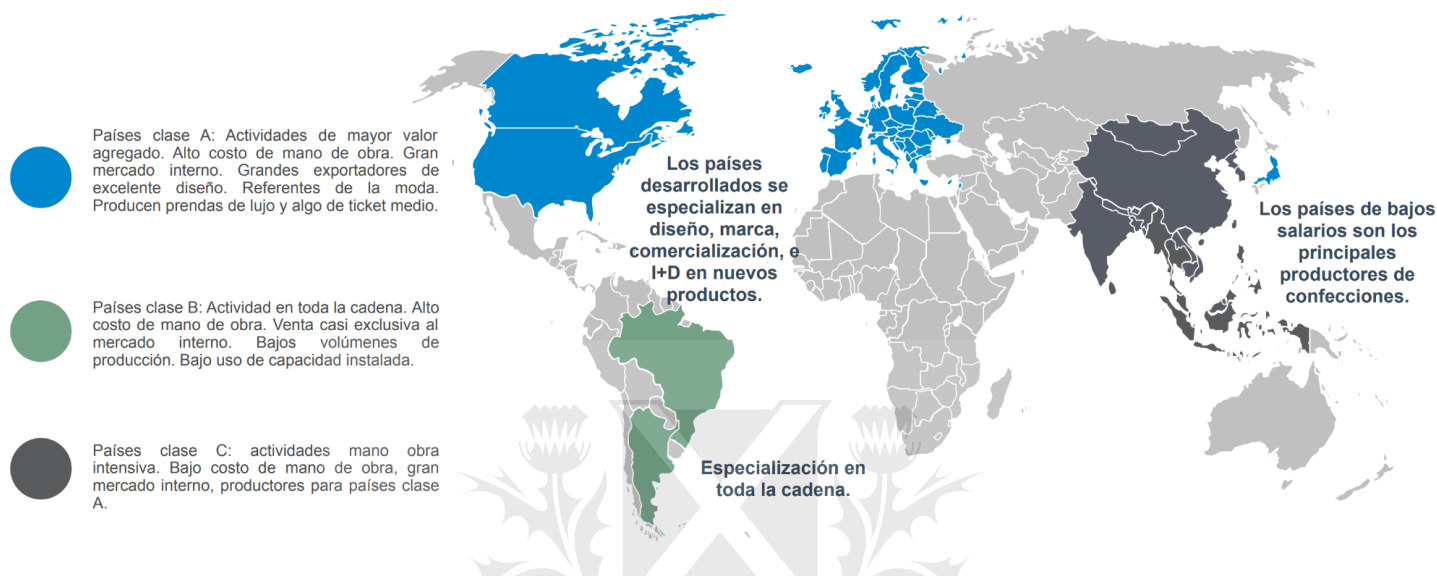 Países clase A: Actividades de mayor valor
agregado. Alto costo de mano de obra. Gran
mercado interno. Grandes exportadores de
excelente diseño. Referentes de la moda.
Producen prendas de lujo y algo de ticket medio.
Países clase B: Actividad en toda la cadena. Alto
costo de mano de obra. Venta casi exclusiva al
mercado interno. Bajos volúmenes de
producción. Bajo uso de capacidad instalada.
Países clase C: actividades mano obra
intensiva. Bajo costo de mano de obra, gran
mercado interno, productores para países clase
A.
Los países
desarrollados se
especializan en
diseño, marca,
comercialización, e
I+D en nuevos
productos.
Especialización en
toda la cadena.
Los países de bajos
salarios son los
principales
productores de
confecciones.